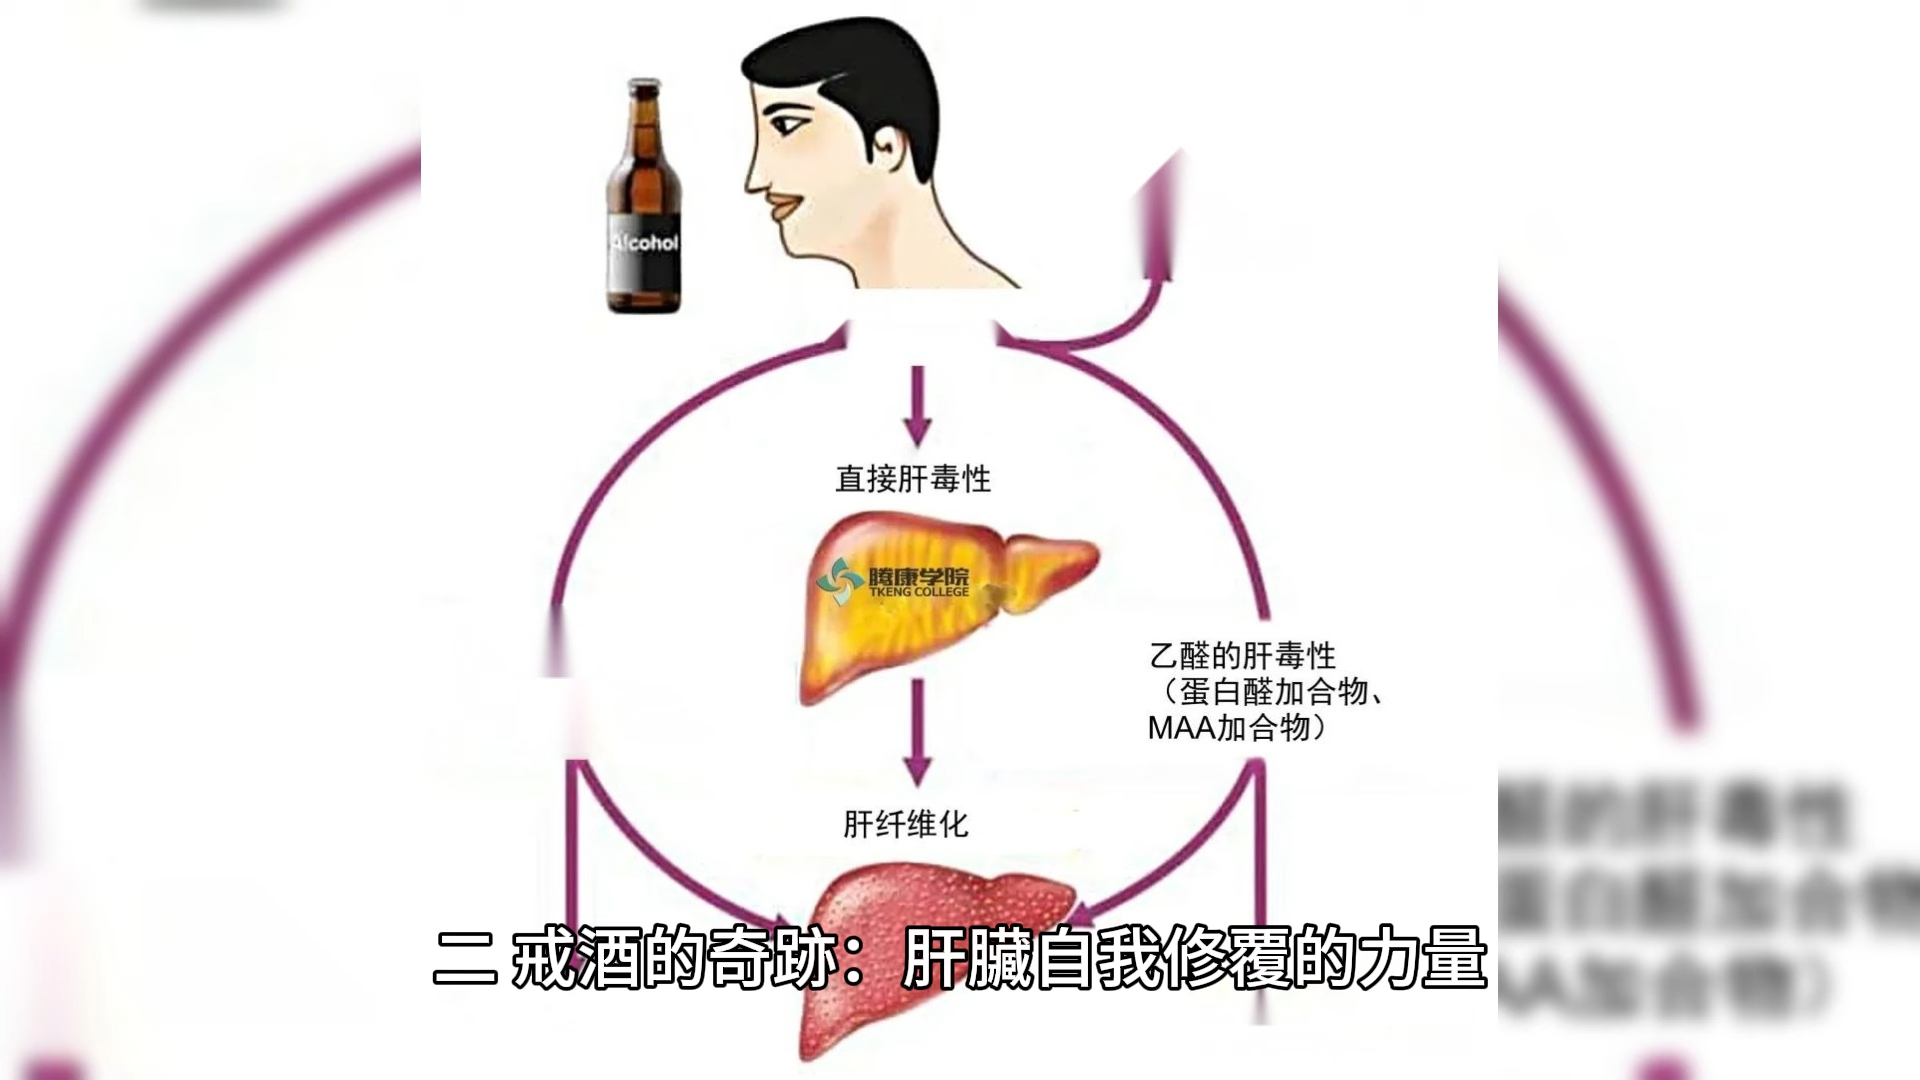 Alcohol
直接肝毒性
腾康学院
TKENG COLLEGE
乙醛的肝毒性
（蛋白醛加合物、
MAA加合物）
肝纤维化
二 戒酒的奇跡：肝臟自我修覆的力量